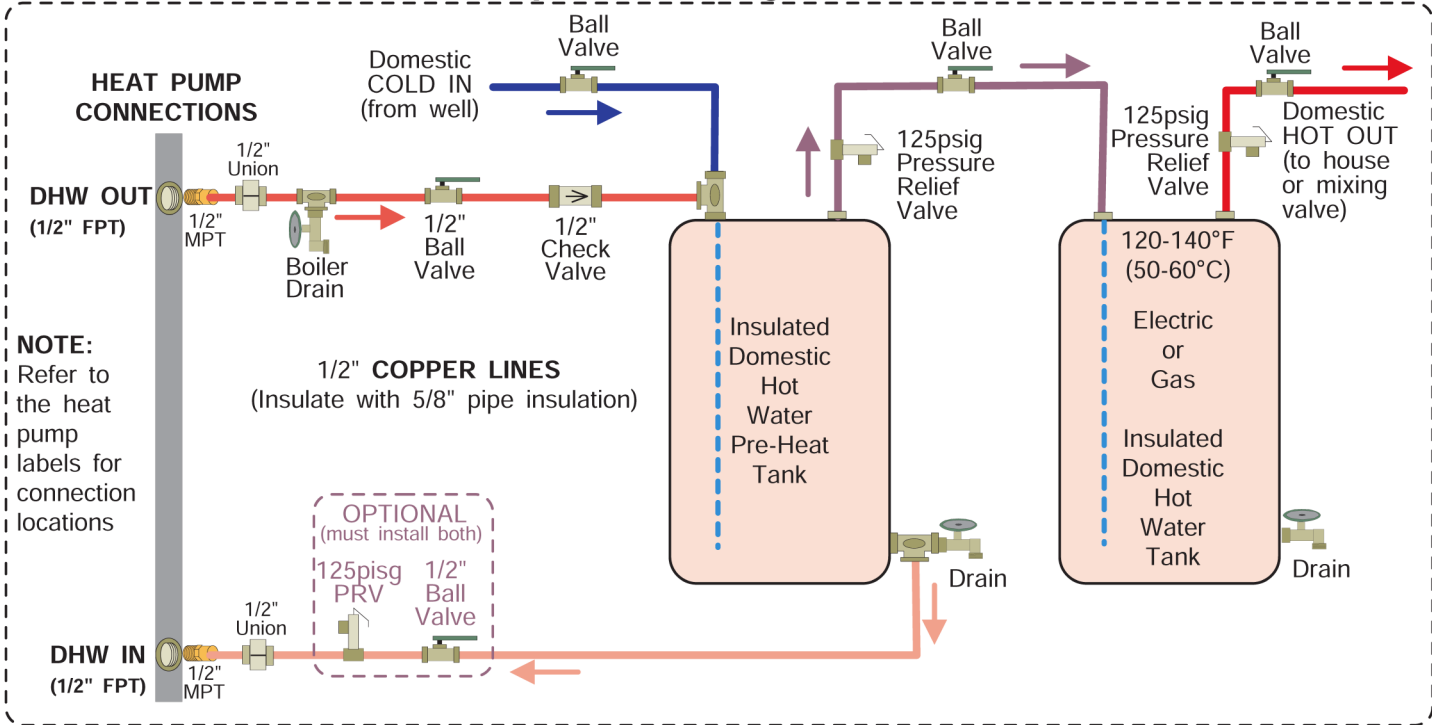 HEAT PUMP
CONNECTIONS
DHW OUT
(1/2" FPT)
1/2"
MPT
1/2"
Union
Boiler
Drain
1/2"
Ball
Valve
1/2"
Check
Valve
Domestic
COLD IN
(from well)
Ball
Valve
125psig
Pressure
Relief
Valve
Ball
Valve
125psig
Pressure
Relief
Valve
Ball
Valve
Domestic
HOT OUT
(to house
or mixing
valve)
NOTE:
Refer to
the heat
pump
labels for
connection
locations
1/2" COPPER LINES
(Insulate with 5/8" pipe insulation)
Insulated
Domestic
Hot
Water
Pre-Heat
Tank
Drain
120-140°F
(50-60°C)
Electric
or
Gas
Insulated
Domestic
Hot
Water
Tank
Drain
OPTIONAL
(must install both)
125pisg
PRV
1/2"
Ball
Valve
1/2"
Union
DHW IN
(1/2" FPT)
1/2"
MPT